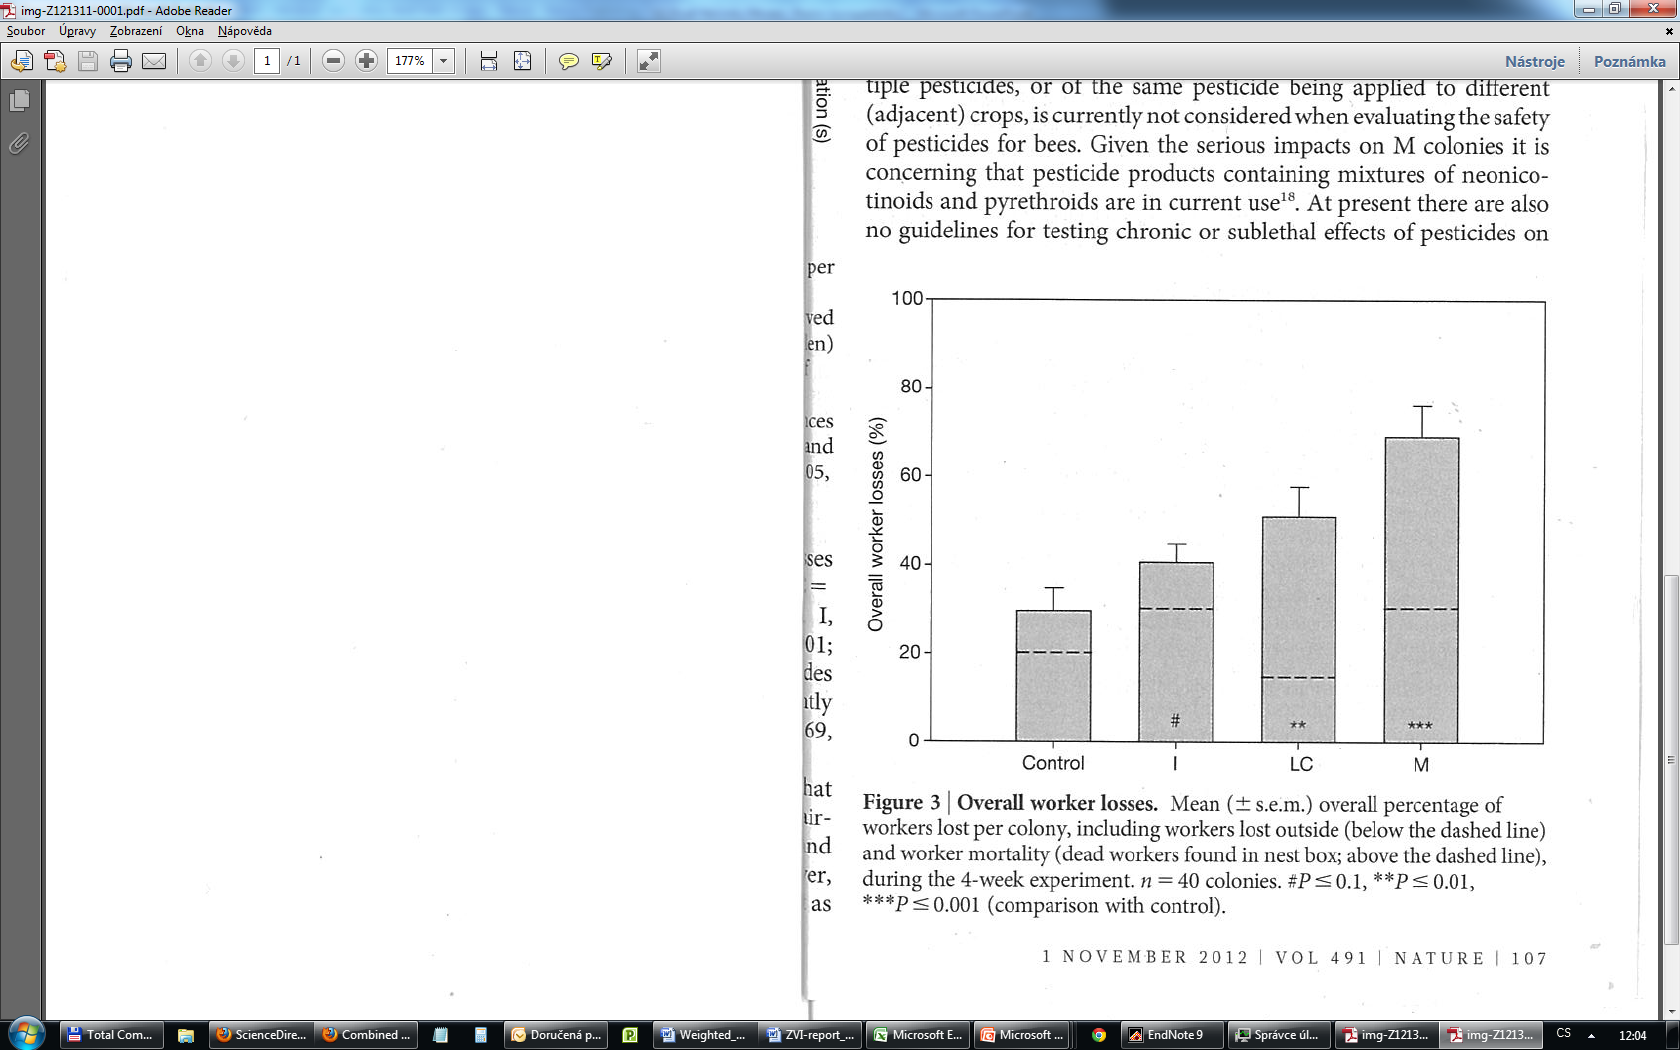 img-Z121311-0001.pdf - Adobe Reader
Soubor Úpravy Zobrazení Okna Nápověda
1 / 1 177% Nástroje Poznámka
ation (s)
per
ved
en)
ces
and
05,
ses
=
I,
01;
des
ntly
69,
hat
air-
nd
er,
as
tiple pesticides, or of the same pesticide being applied to different
(adjacent) crops, is currently not considered when evaluating the safety
of pesticides for bees. Given the serious impacts on M colonies it is
concerning that pesticide products containing mixtures of neonico-
tinoids and pyrethroids are in current use18. At present there are also
no guidelines for testing chronic or sublethal effects of pesticides on
Overall worker losses (%)
100
80
60
40
20
0
# ** ***
Control I LC M
Figure 3 | Overall worker losses. Mean (± s.e.m.) overall percentage of
workers lost per colony, including workers lost outside (below the dashed line)
and worker mortality (dead workers found in nest box; above the dashed line),
during the 4-week experiment. n = 40 colonies. #P ≤ 0.1, **P ≤ 0.01,
***P ≤ 0.001 (comparison with control).
1 NOVEMBER 2012 | VOL 491 | NATURE | 107
Total Com... ScienceDire... Combined ... Doručená p... Weighted_... ZVI-report_... Microsoft E... Microsoft ... EndNote 9 Správce úl... img-Z1213... img-Z1213... CS 12:04